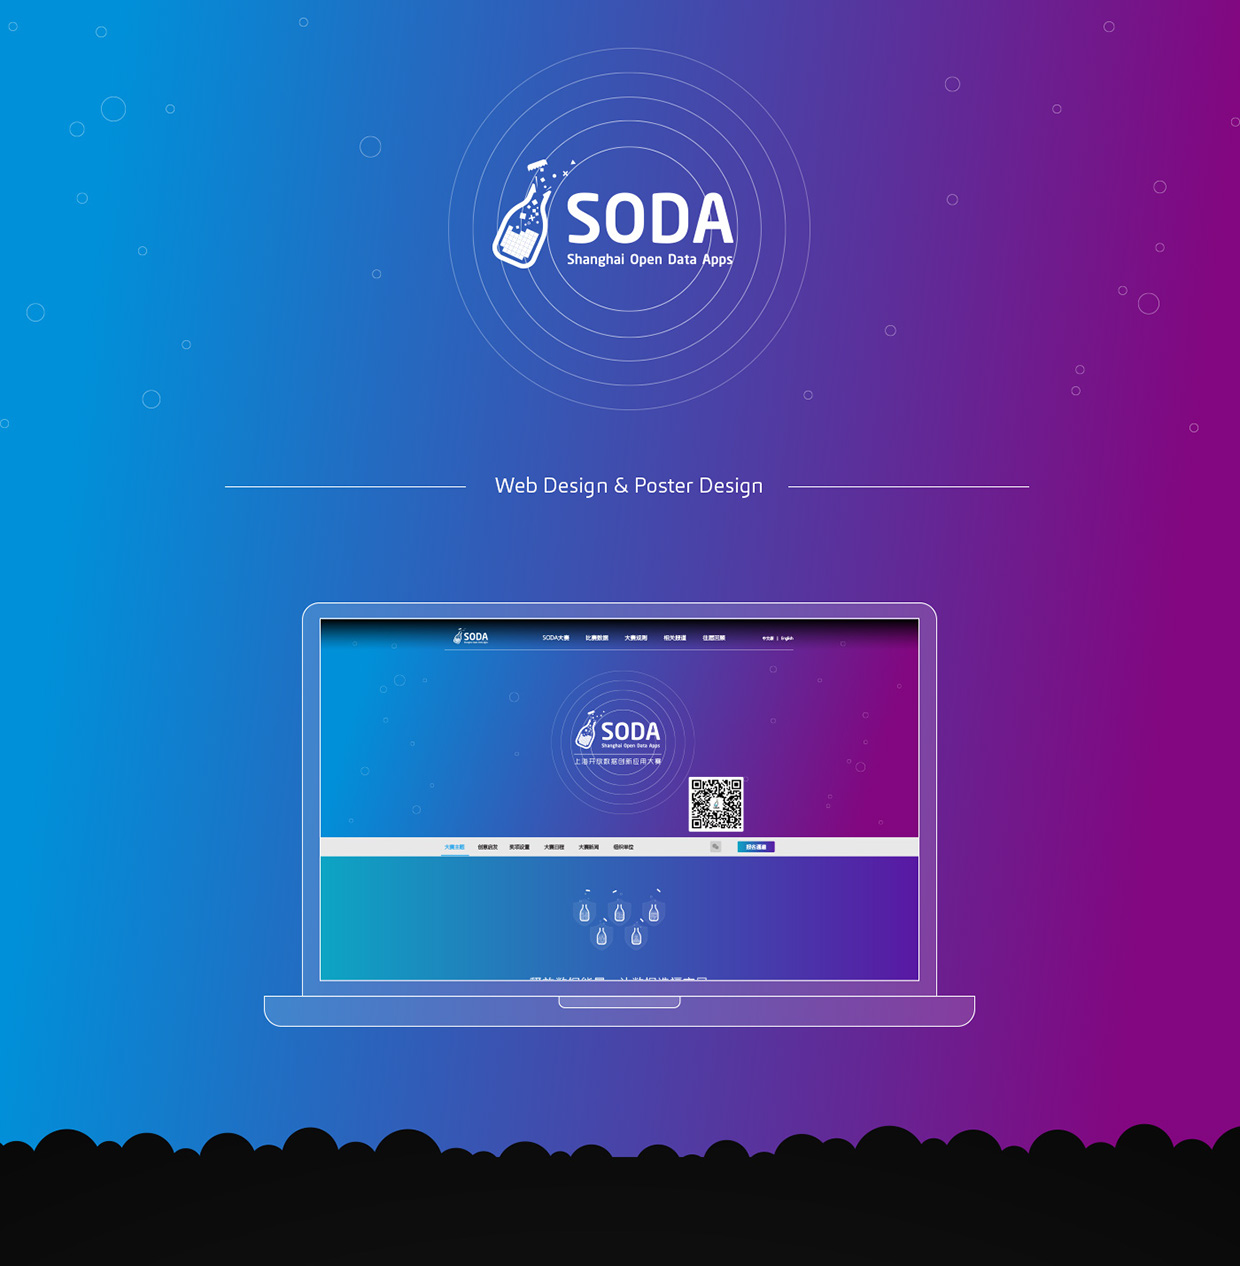 SODA
Shanghai Open Data Apps
Web Design & Poster Design
SODA
SODA大赛 比赛数据 大赛规则 相关报道 往届回顾 中文版 | English
SODA
Shanghai Open Data Apps
上海开放数据创新应用大赛
大赛主题 创意启发 奖项设置 大赛日程 大赛新闻 组织单位 报名通道